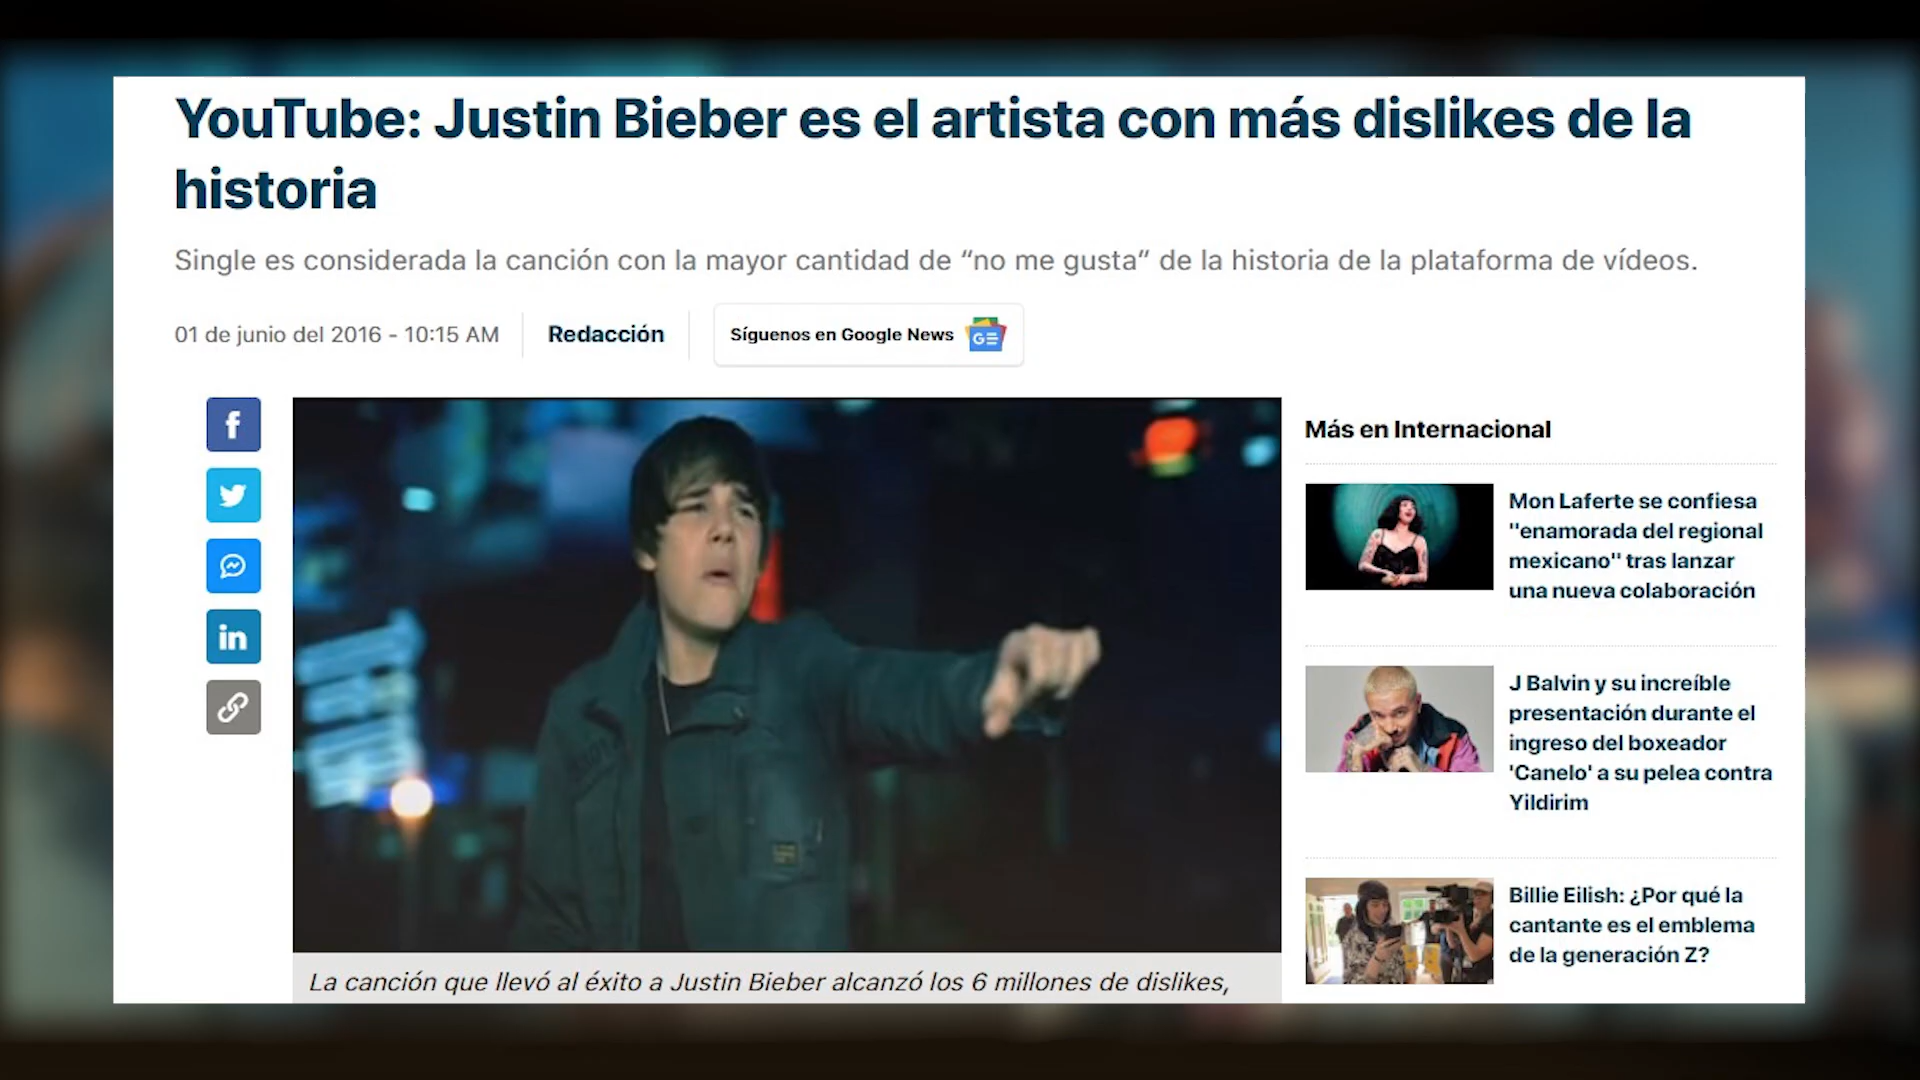 YouTube: Justin Bieber es el artista con más dislikes de la
historia
Single es considerada la canción con la mayor cantidad de “no me gusta” de la historia de la plataforma de vídeos.
01 de junio del 2016 - 10:15 AM
Redacción
Síguenos en Google News
GE
f
in
La canción que llevó al éxito a Justin Bieber alcanzó los 6 millones de dislikes,
Más en Internacional
Mon Laferte se confiesa
"enamorada del regional
mexicano" tras lanzar
una nueva colaboración
J Balvin y su increíble
presentación durante el
ingreso del boxeador
'Canelo' a su pelea contra
Yildirim
Billie Eilish: ¿Por qué la
cantante es el emblema
de la generación Z?